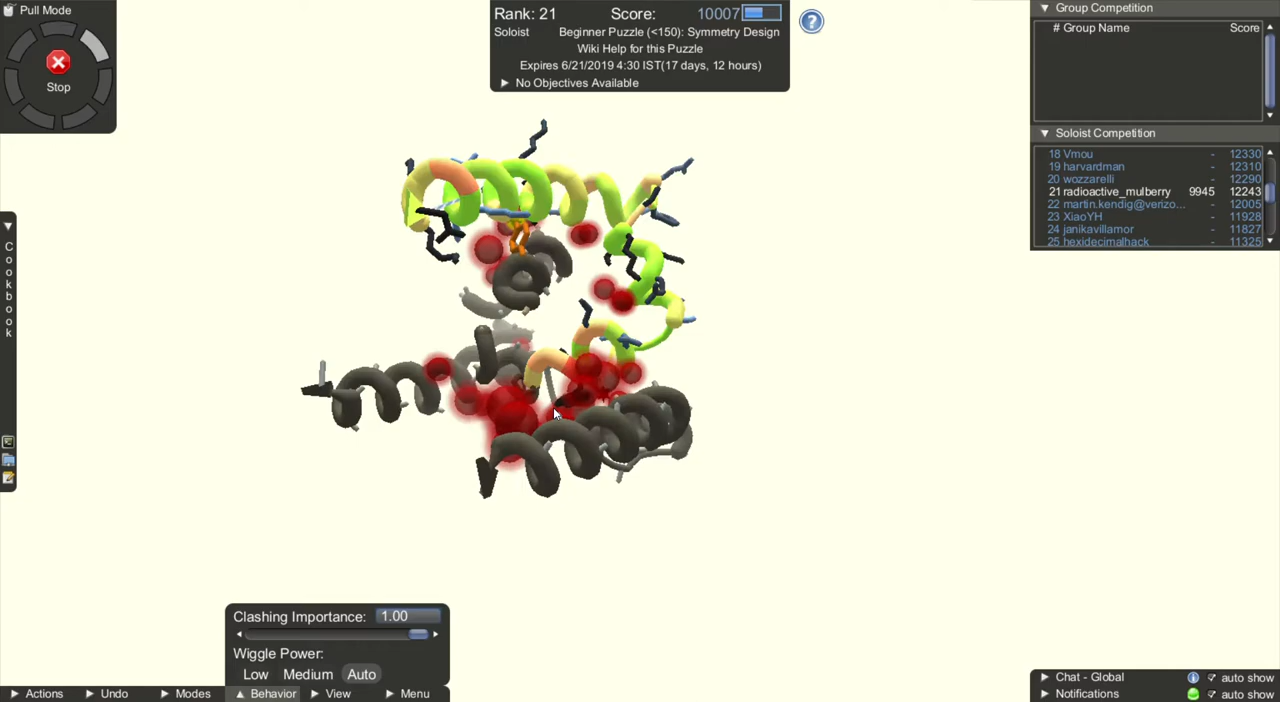 Pull Mode
Stop
Rank: 21 Score: 10007
Soloist Beginner Puzzle (<150): Symmetry Design
Wiki Help for this Puzzle
Expires 6/21/2019 4:30 IST(17 days, 12 hours)
No Objectives Available
?
Group Competition
# Group Name Score
Soloist Competition
18 Vmou - 12330
19 harvardman - 12310
20 wozzarelli - 12290
21 radioactive_mulberry 9945 12243
22 martin.kendig@verizo... - 12005
23 XiaoYH - 11928
24 janikavillamor - 11827
25 hexidecimalhack - 11325
Cookbook
Clashing Importance: 1.00
Wiggle Power:
Low Medium Auto
Actions Undo Modes Behavior View Menu
Chat - Global auto show
Notifications auto show